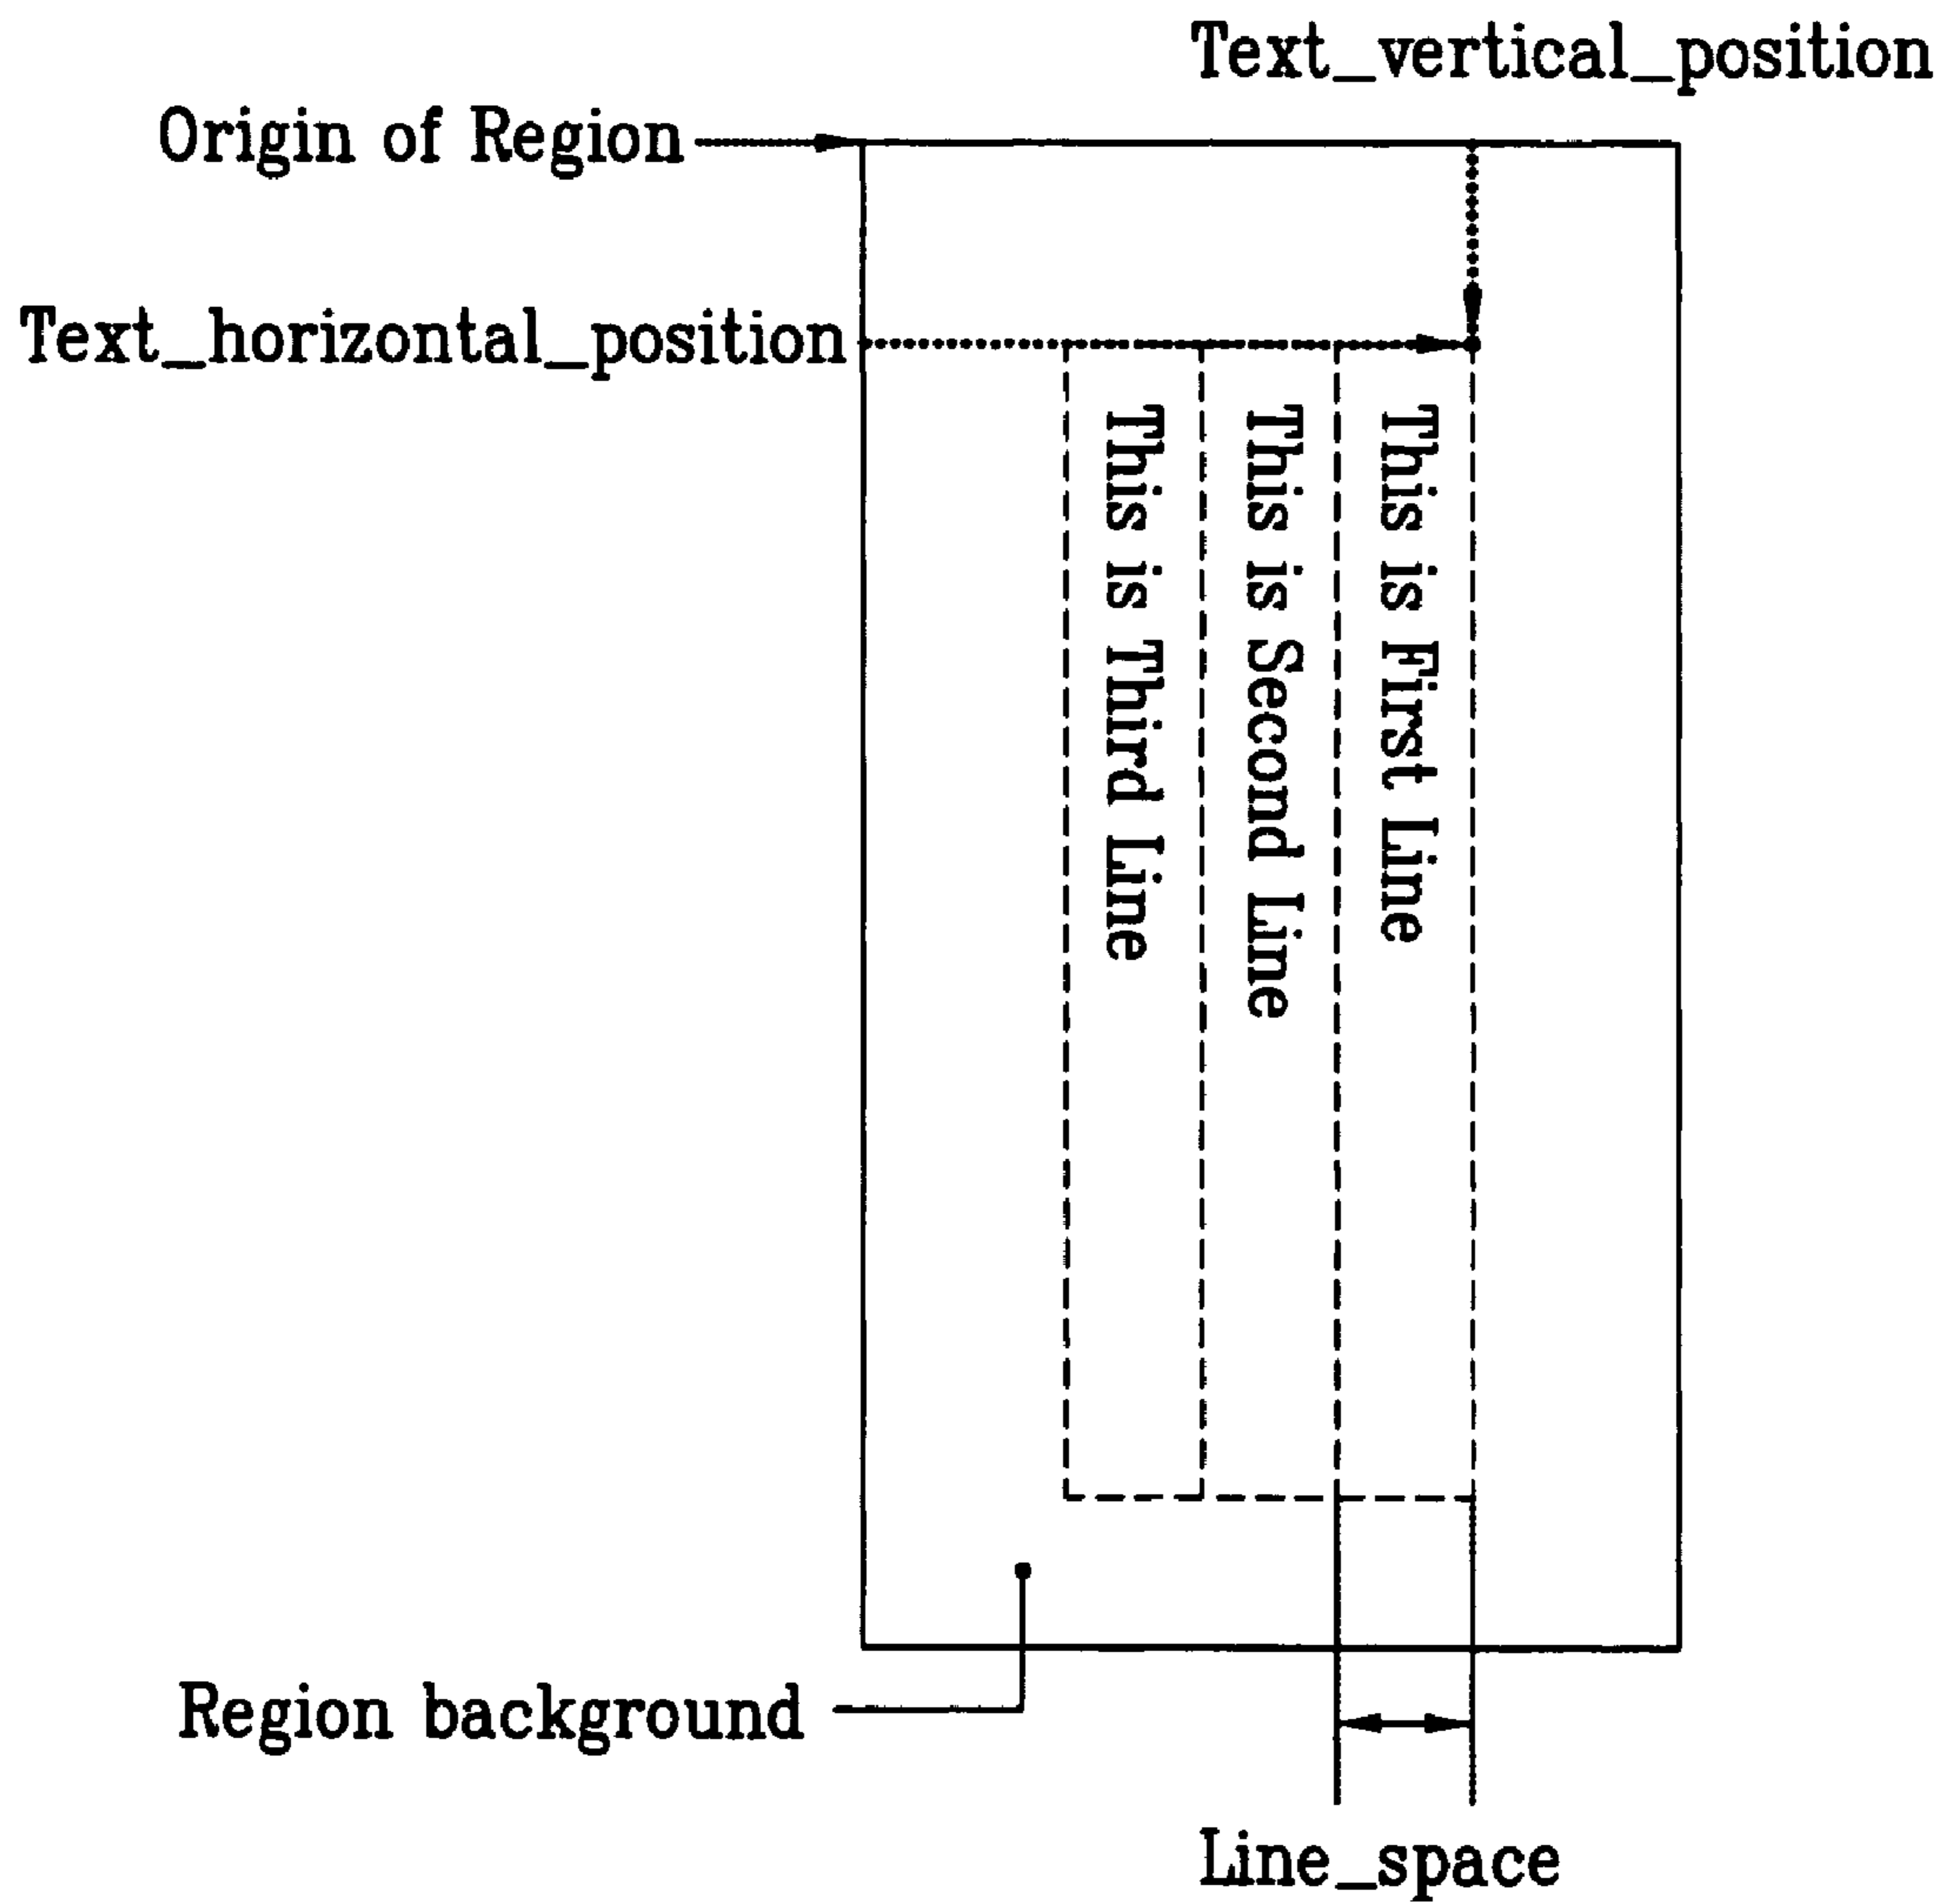 Text_vertical_position
Origin of Region
Text_horizontal_position
This is First Line
This is Second Line
This is Third Line
Region background
Line_space